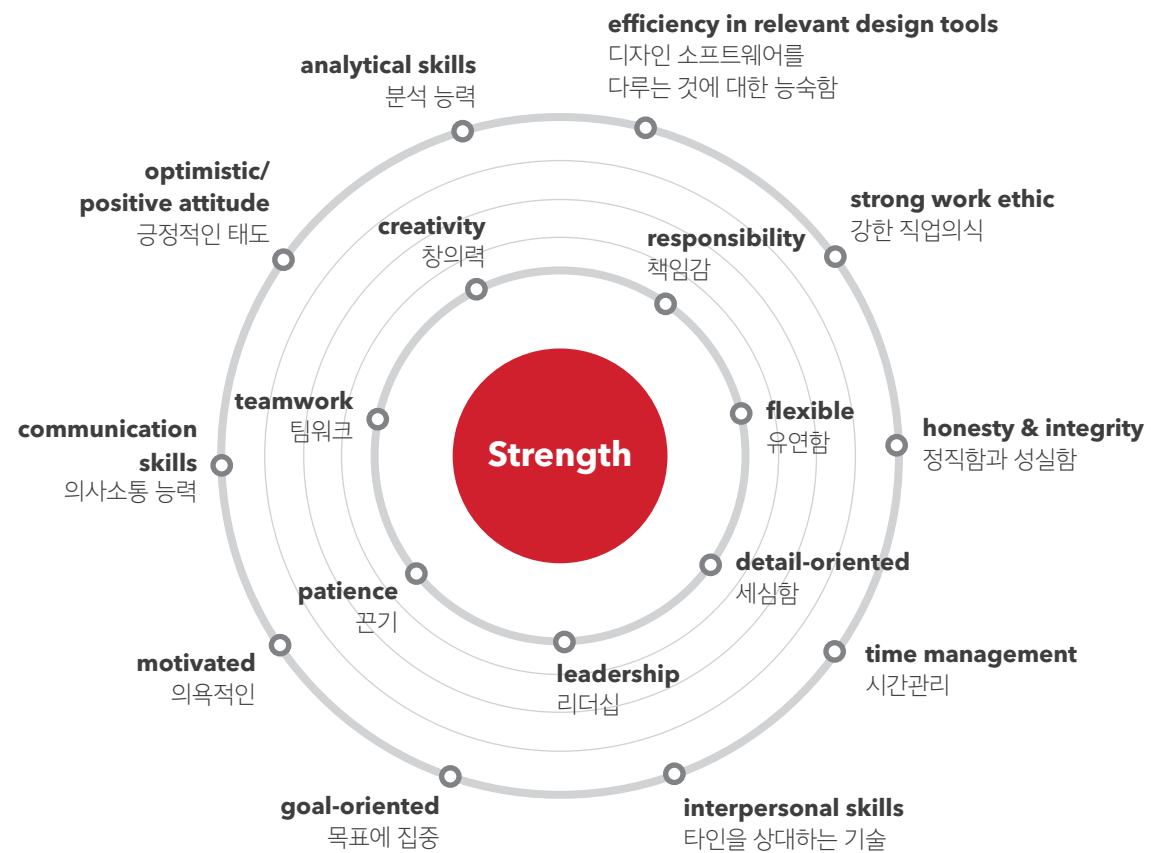 efficiency in relevant design tools
디자인 소프트웨어를
다루는 것에 대한 능숙함
analytical skills
분석 능력
optimistic/
positive attitude
긍정적인 태도
strong work ethic
강한 직업의식
creativity
창의력
responsibility
책임감
teamwork
팀워크
flexible
유연함
communication
skills
의사소통 능력
honesty & integrity
정직함과 성실함
Strength
patience
끈기
detail-oriented
세심함
motivated
의욕적인
leadership
리더십
time management
시간관리
goal-oriented
목표에 집중
interpersonal skills
타인을 상대하는 기술